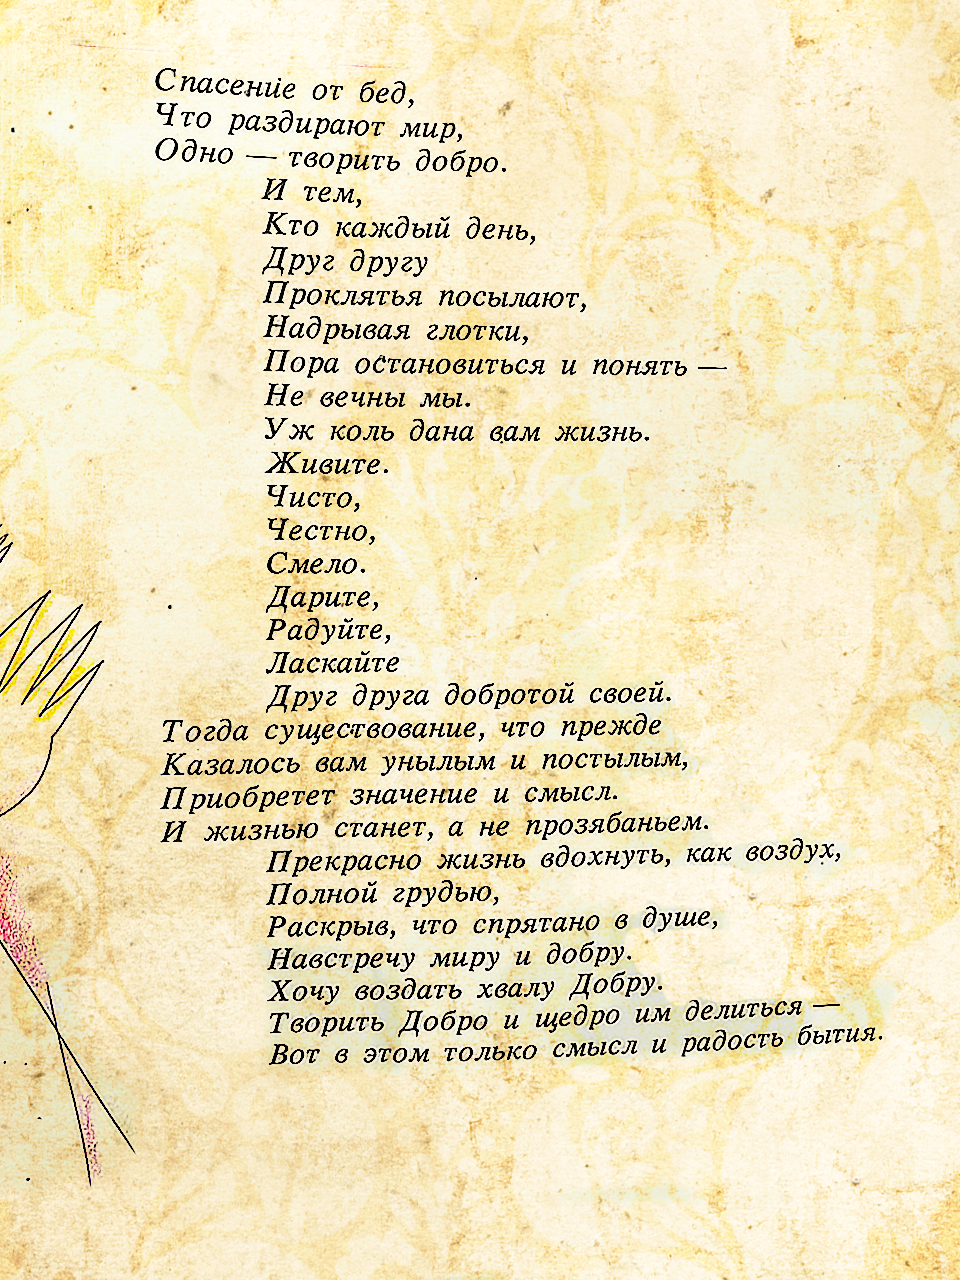 Спасение от бед,
Что раздирают мир,
Одно — творить добро.
И тем,
Кто каждый день,
Друг другу
Проклятья посылают,
Надрывая глотки,
Пора остановиться и понять —
Не вечны мы.
Уж коль дана вам жизнь.
Живите.
Чисто,
Честно,
Смело.
Дарите,
Радуйте,
Ласкайте
Друг друга добротой своей.
Тогда существование, что прежде
Казалось вам унылым и постылым,
Приобретет значение и смысл.
И жизнью станет, а не прозябаньем.
Прекрасно жизнь вдохнуть, как воздух,
Полной грудью,
Раскрыв, что спрятано в душе,
Навстречу миру и добру.
Хочу воздать хвалу Добру.
Творить Добро и щедро им делиться —
Вот в этом только смысл и радость бытия.